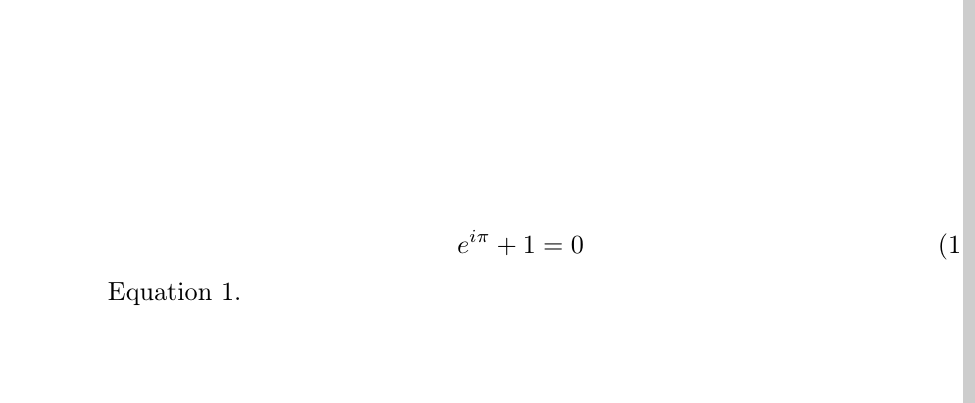 e^{iπ} + 1 = 0 (1
Equation 1.